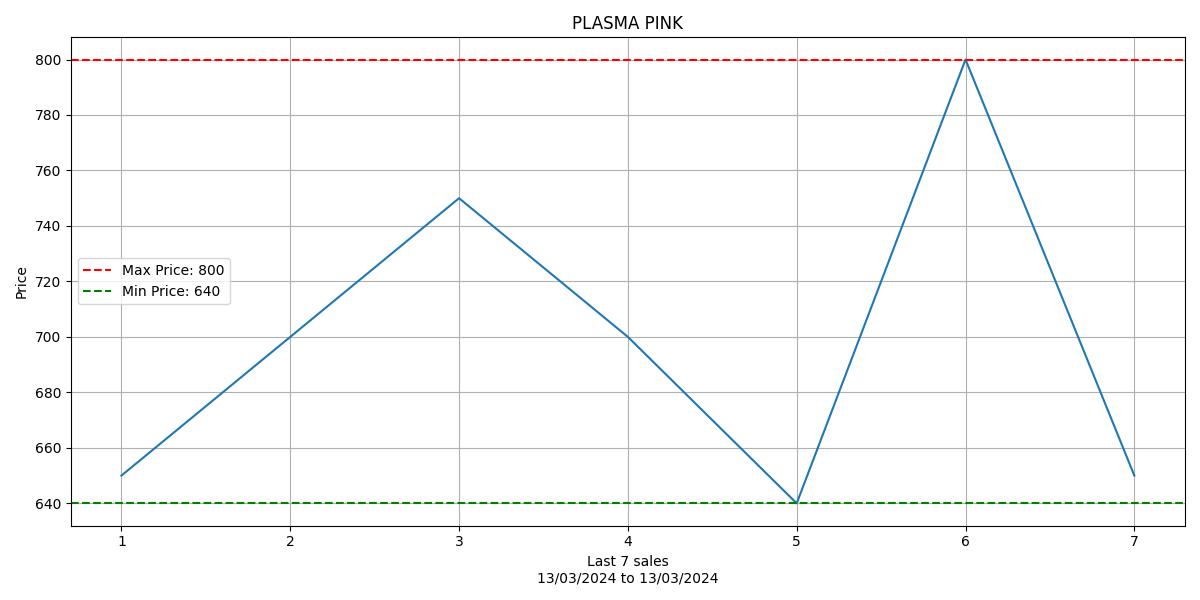 PLASMA PINK
800
780
760
740
720
700
680
660
640
Price
Max Price: 800
Min Price: 640
1 2 3 4 5 6 7
Last 7 sales
13/03/2024 to 13/03/2024